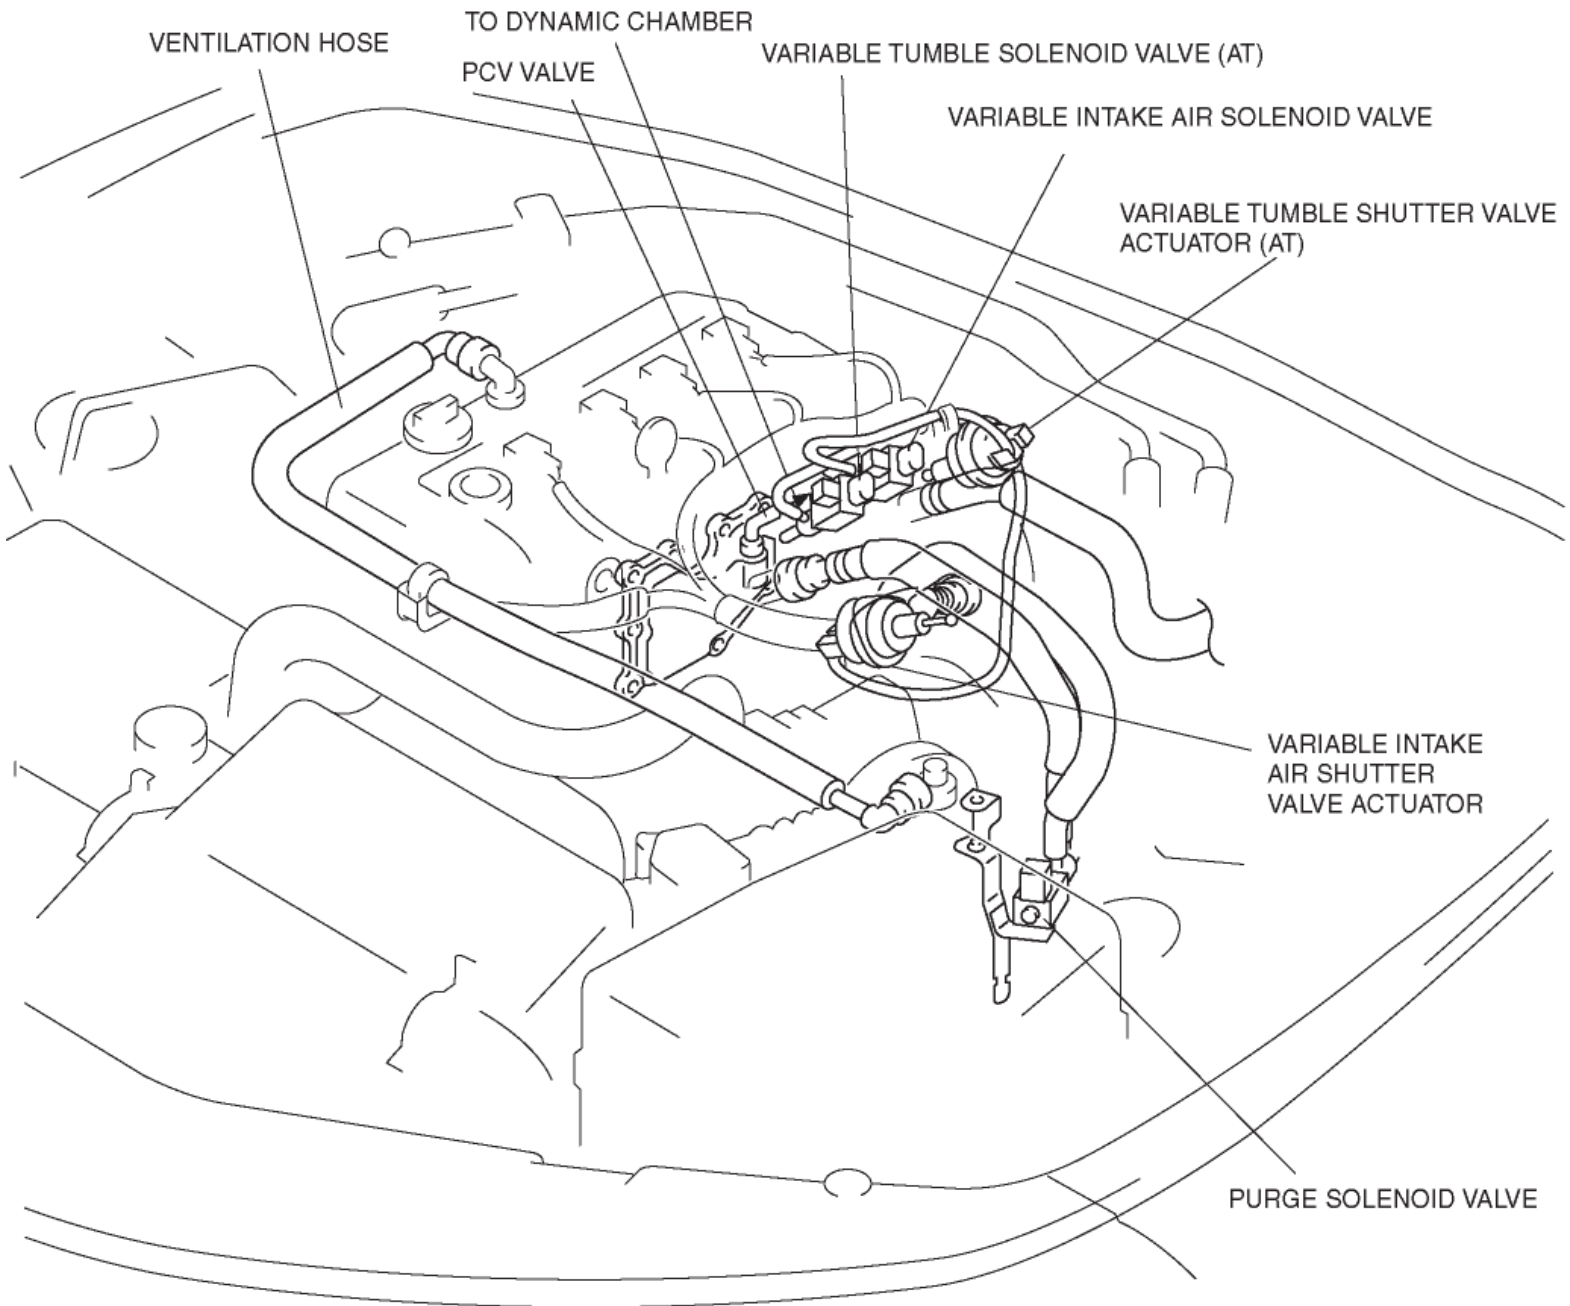 TO DYNAMIC CHAMBER
VENTILATION HOSE
PCV VALVE
VARIABLE TUMBLE SOLENOID VALVE (AT)
VARIABLE INTAKE AIR SOLENOID VALVE
VARIABLE TUMBLE SHUTTER VALVE
ACTUATOR (AT)
VARIABLE INTAKE
AIR SHUTTER
VALVE ACTUATOR
PURGE SOLENOID VALVE